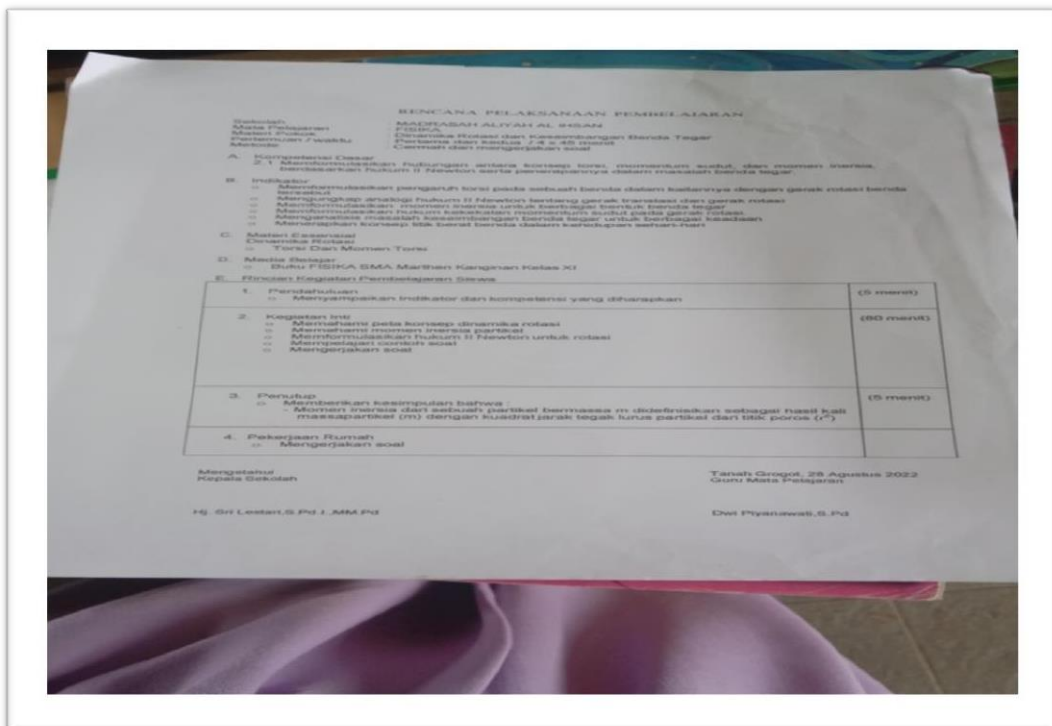 RENCANA PELAKSANAAN PEMBELAJARAN
Sekolah : MADRASAH ALIYAH AL IHSAN
Mata Pelajaran : FISIKA
Materi Pokok : Dinamika Rotasi dan Keseimbangan Benda Tegar
Pertemuan / waktu : Pertama dan kedua / 4 x 45 menit
Metode : Cermah dan mengerjakan soal
A. Kompetensi Dasar
2.1 Memformulasikan hubungan antara konsep torsi, momentum sudut, dan momen inersia,
berdasarkan hukum II Newton serta penerapannya dalam masalah benda tegar.
B. Indikator
o Memformulasikan pengaruh torsi pada sebuah benda dalam kaitannya dengan gerak rotasi benda
tersebut
o Mengungkap analogi hukum II Newton tentang gerak translasi dan gerak rotasi
o Memformulasikan momen inersia untuk berbagai bentuk benda tegar
o Memformulasikan hukum kekekalan momentum sudut pada gerak rotasi
o Menganalisis masalah kesembangan benda tegar untuk berbagai keadaan
o Menerapkan konsep titik berat benda dalam kehidupan sehari-hari
C. Materi Essensial
Dinamika Rotasi
o Torsi Dan Momen Torsi
D. Media Belajar
o Buku FISIKA SMA Marthen Kanginan Kelas XI
E. Rincian Kegiatan Pembelajaran Siswa
1. Pendahuluan (5 menit)
o Menyampaikan Indikator dan kompetensi yang diharapkan
2. Kegiatan Inti (80 menit)
o Memahami peta konsep dinamika rotasi
o Memahami momen inersia partikel
o Memformulasikan hukum II Newton untuk rotasi
o Mempelajari contoh soal
o Mengerjakan soal
3. Penutup (5 menit)
o Memberikan kesimpulan bahwa :
- Momen inersia dari sebuah partikel bermassa m didefinisikan sebagai hasil kali
massapartikel (m) dengan kuadrat jarak tegak lurus partikel dari titik poros (r²)
4. Pekerjaan Rumah
o Mengerjakan soal
Mengetahui Tanah Grogot, 28 Agustus 2022
Kepala Sekolah Guru Mata Pelajaran
Hj. Sri Lestari,S.Pd.I.,MM.Pd Dwi Piyanawati,S.Pd